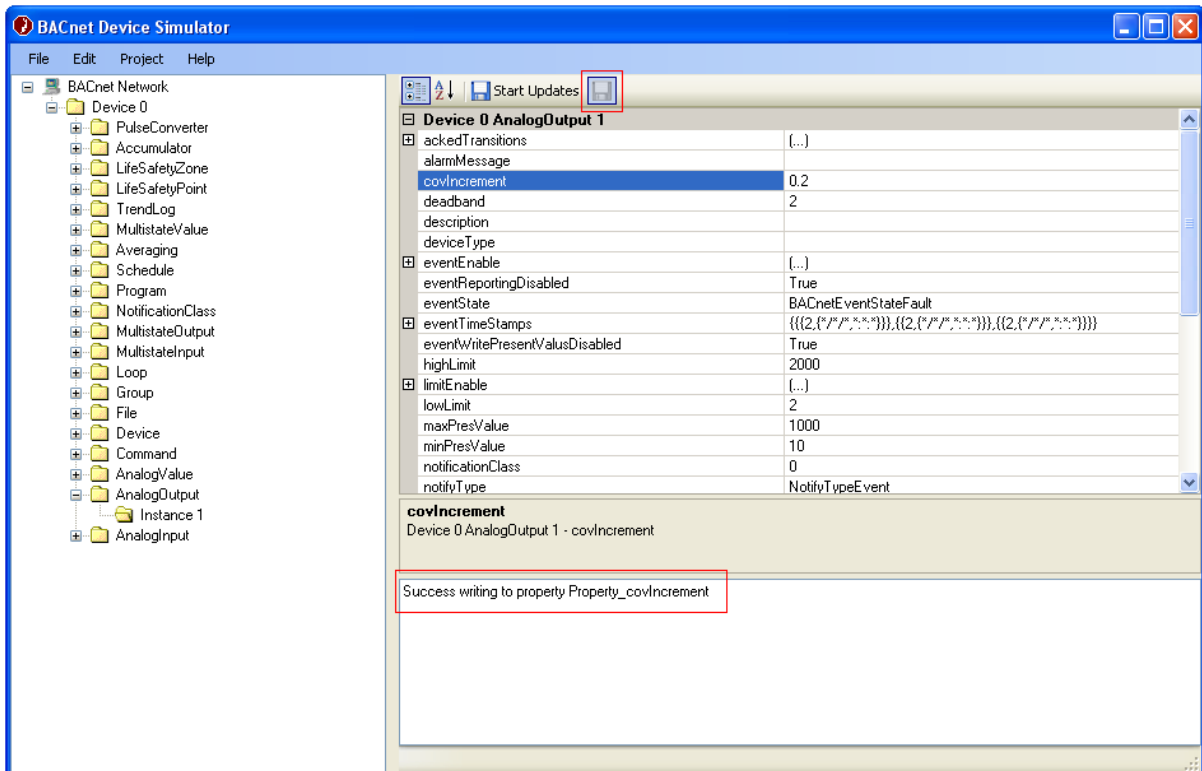 BACnet Device Simulator
File Edit Project Help
BACnet Network
Device 0
PulseConverter
Accumulator
LifeSafetyZone
LifeSafetyPoint
TrendLog
MultistateValue
Averaging
Schedule
Program
NotificationClass
MultistateOutput
MultistateInput
Loop
Group
File
Device
Command
AnalogValue
AnalogOutput
Instance 1
AnalogInput
Start Updates
Device 0 AnalogOutput 1
ackedTransitions (...)
alarmMessage
covIncrement 0.2
deadband 2
description
deviceType
eventEnable (...)
eventReportingDisabled True
eventState BACnetEventStateFault
eventTimeStamps {{{2,{*/*/*,*:*:*}}},{{2,{*/*/*,*:*:*}}},{{2,{*/*/*,*:*:*}}}}
eventWritePresentValusDisabled True
highLimit 2000
limitEnable (...)
lowLimit 2
maxPresValue 1000
minPresValue 10
notificationClass 0
notifyType NotifyTypeEvent
covIncrement
Device 0 AnalogOutput 1 - covIncrement
Success writing to property Property_covIncrement